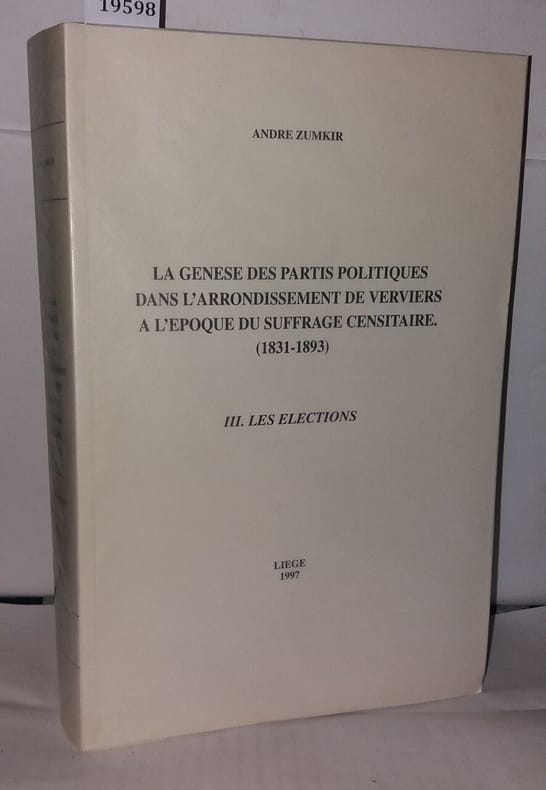 19598
ANDRE ZUMKIR
LA GENESE DES PARTIS POLITIQUES
DANS L'ARRONDISSEMENT DE VERVIERS
A L'EPOQUE DU SUFFRAGE CENSITAIRE.
(1831-1893)
III. LES ELECTIONS
LIEGE
1997